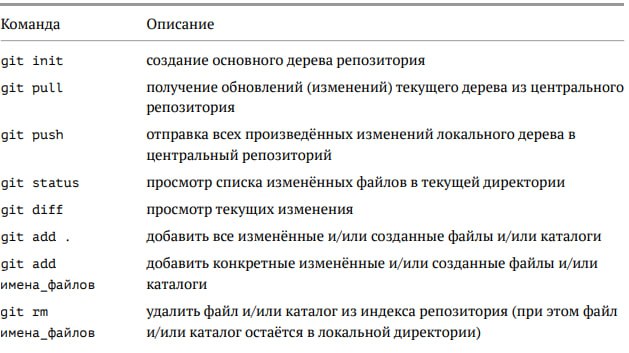 Команда Описание
git init создание основного дерева репозитория
git pull получение обновлений (изменений) текущего дерева из центрального
репозитория
git push отправка всех произведённых изменений локального дерева в
центральный репозиторий
git status просмотр списка изменённых файлов в текущей директории
git diff просмотр текущих изменения
git add . добавить все изменённые и/или созданные файлы и/или каталоги
git add добавить конкретные изменённые и/или созданные файлы и/или
имена_файлов каталоги
git rm удалить файл и/или каталог из индекса репозитория (при этом файл
имена_файлов и/или каталог остаётся в локальной директории)